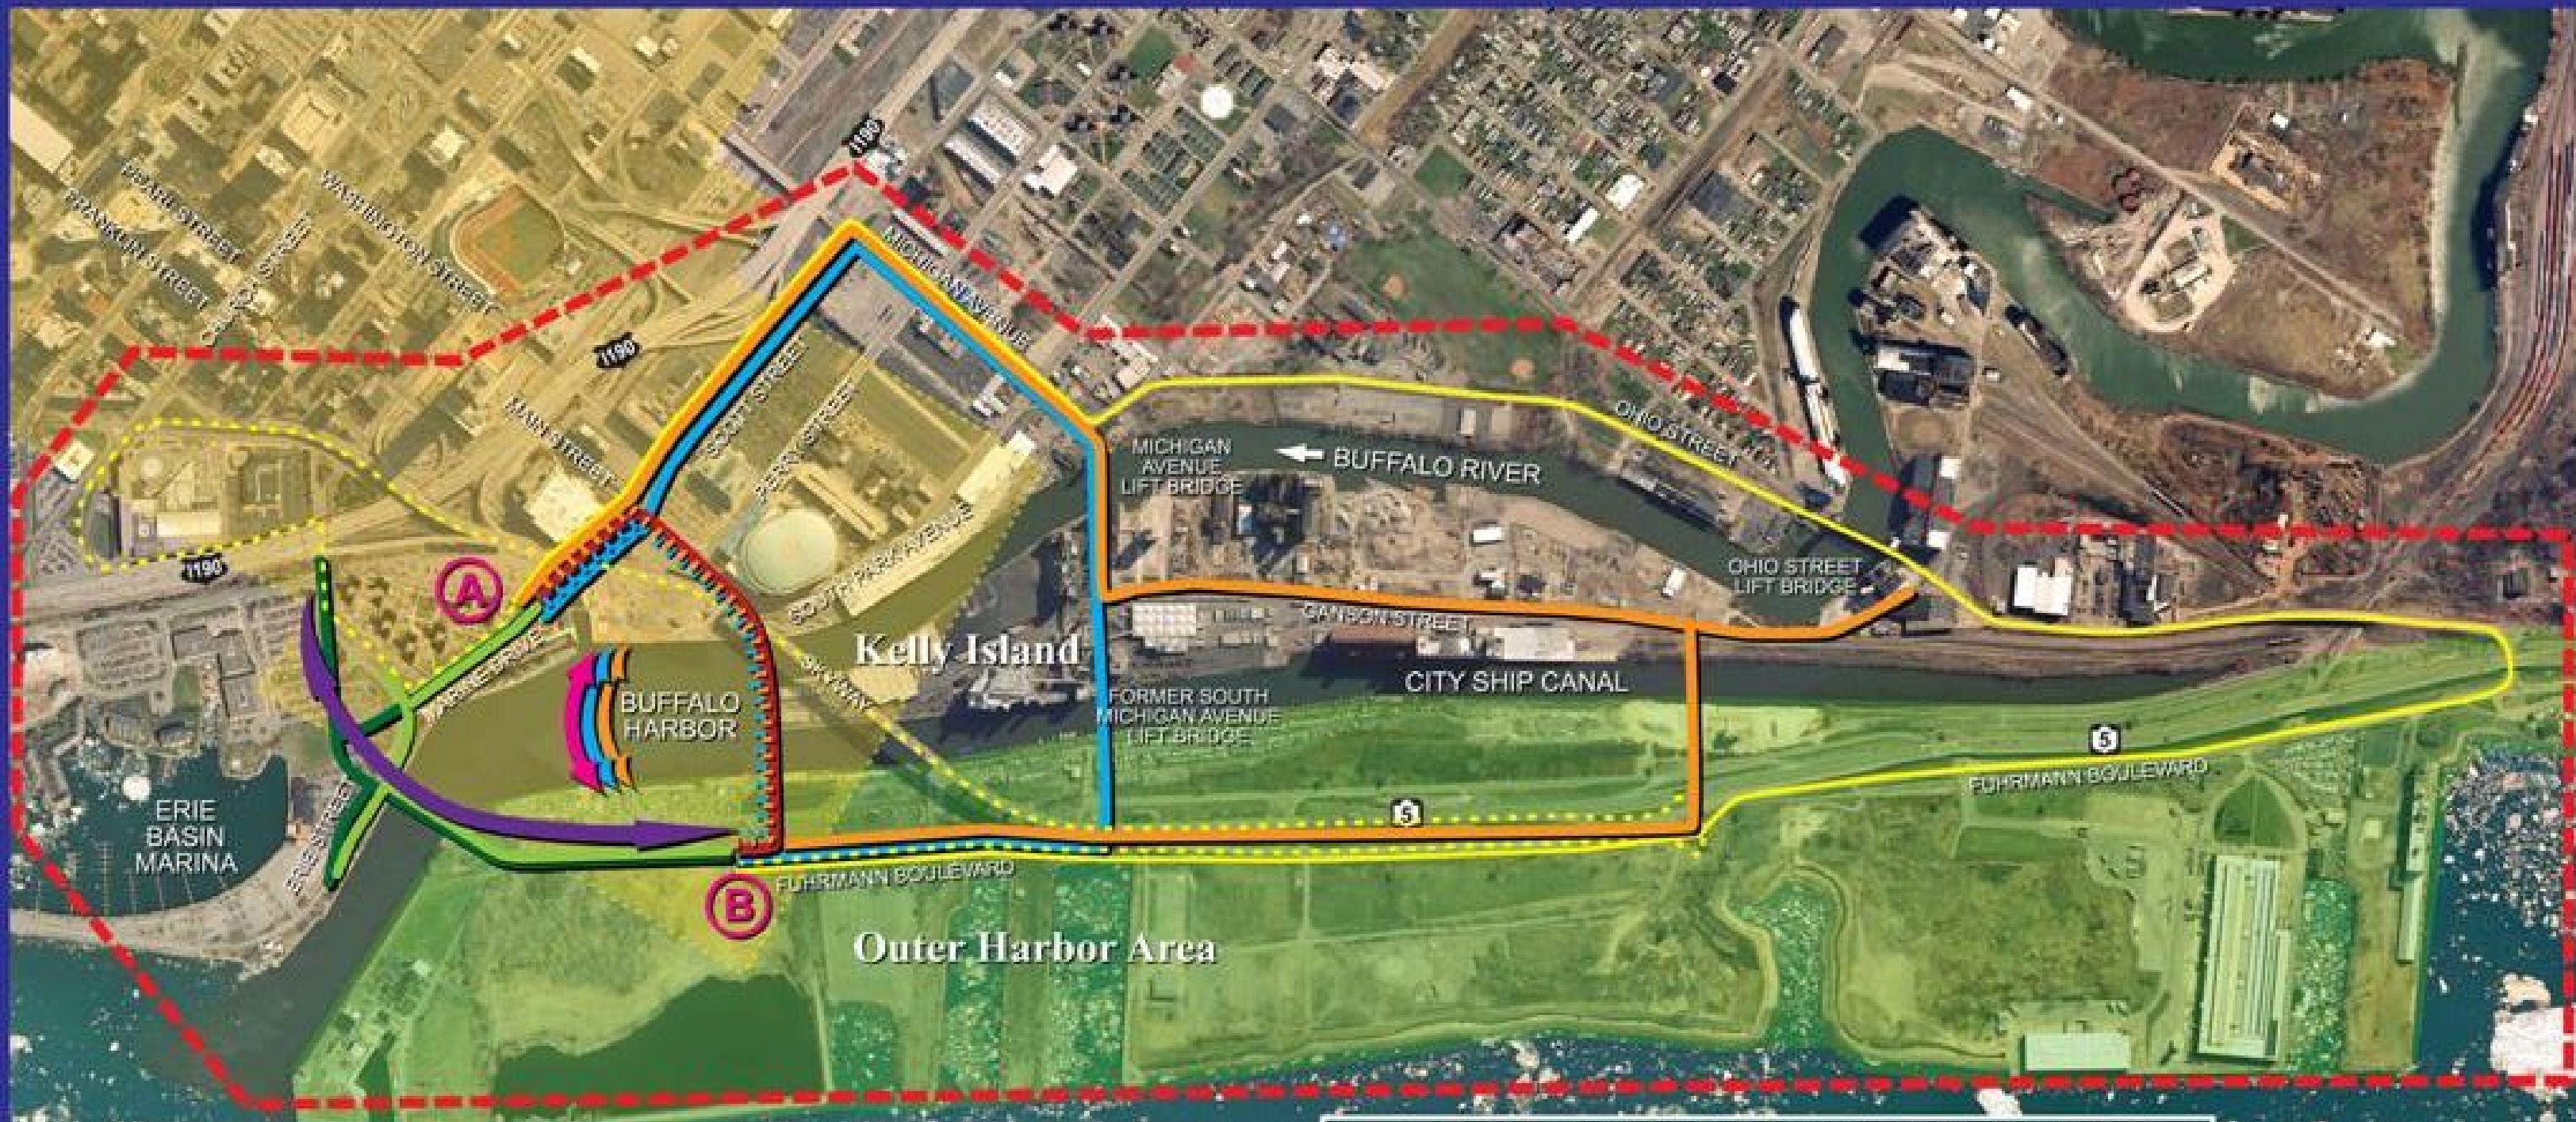 I190
PEARL STREET
FRANKLIN STREET
WASHINGTON STREET
MICHIGAN AVENUE
I190
MAIN STREET
SCOTT STREET
PERRY STREET
OHIO STREET
MICHIGAN
AVENUE
LIFT BRIDGE
BUFFALO RIVER
I190
A
SOUTH PARK AVENUE
OHIO STREET
LIFT BRIDGE
GANSON STREET
Kelly Island
MARINE DRIVE
SKYWAY
CITY SHIP CANAL
BUFFALO
HARBOR
FORMER SOUTH
MICHIGAN AVENUE
LIFT BRIDGE
5
FUHRMANN BOULEVARD
5
ERIE
BASIN
MARINA
ERIE STREET
B
FUHRMANN BOULEVARD
Outer Harbor Area